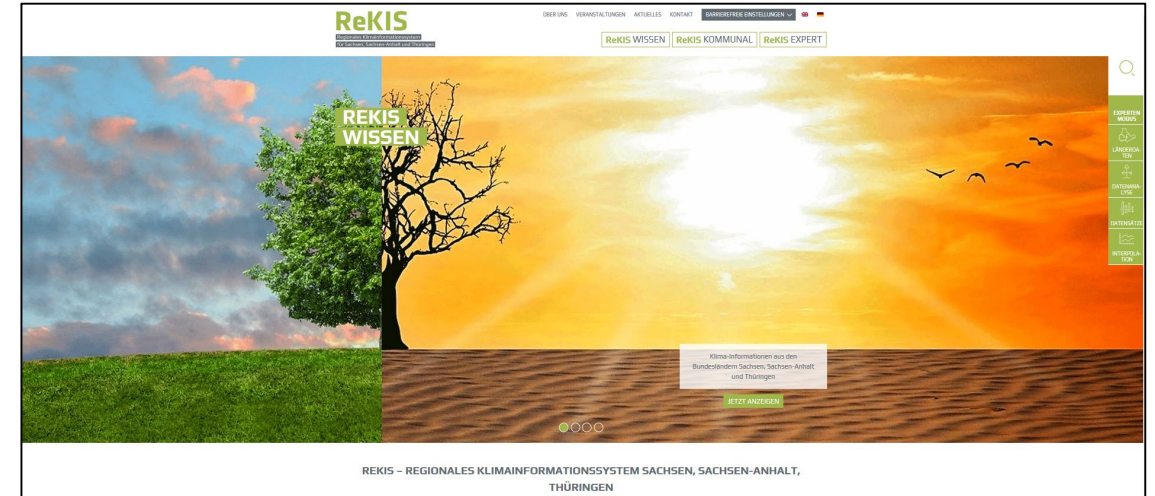 ReKIS
Regionales Klimainformationssystem
für Sachsen, Sachsen-Anhalt und Thüringen
ÜBER UNS VERANSTALTUNGEN AKTUELLES KONTAKT BARRIEREFREIE EINSTELLUNGEN
ReKIS WISSEN ReKIS KOMMUNAL ReKIS EXPERT
REKIS
WISSEN
EXPERTEN
MODUS
LÄNDERDA-
TEN
DATENANA-
LYSE
DATENSÄTZE
INTERPOLA-
TION
Klima-Informationen aus den
Bundesländern Sachsen, Sachsen-Anhalt
und Thüringen
JETZT ANZEIGEN
REKIS – REGIONALES KLIMAINFORMATIONSSYSTEM SACHSEN, SACHSEN-ANHALT,
THÜRINGEN